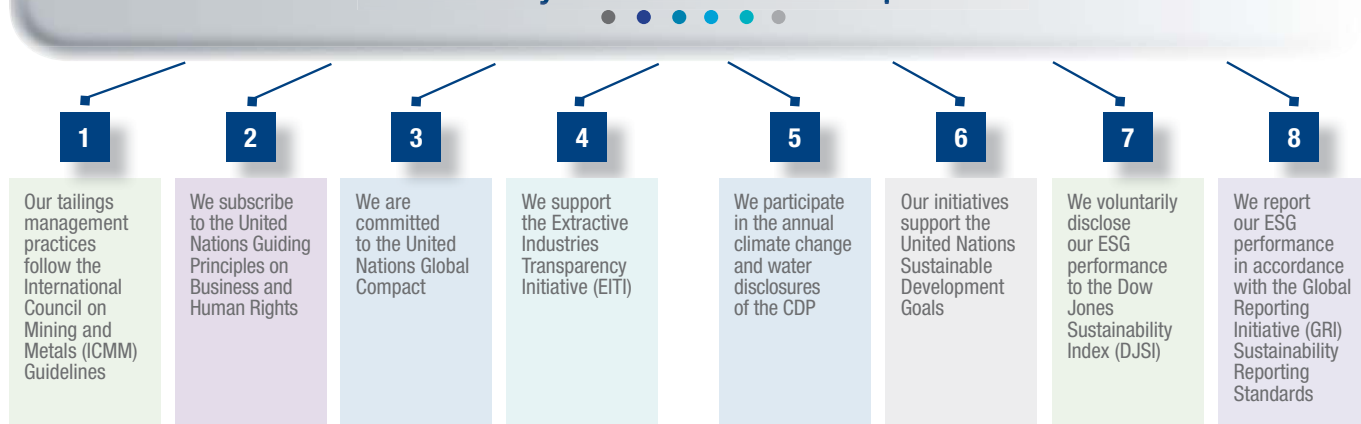 1
Our tailings
management
practices
follow the
International
Council on
Mining and
Metals (ICMM)
Guidelines
2
We subscribe
to the United
Nations Guiding
Principles on
Business and
Human Rights
3
We are
committed
to the United
Nations Global
Compact
4
We support
the Extractive
Industries
Transparency
Initiative (EITI)
5
We participate
in the annual
climate change
and water
disclosures
of the CDP
6
Our initiatives
support the
United Nations
Sustainable
Development
Goals
7
We voluntarily
disclose
our ESG
performance
to the Dow
Jones
Sustainability
Index (DJSI)
8
We report
our ESG
performance
in accordance
with the Global
Reporting
Initiative (GRI)
Sustainability
Reporting
Standards